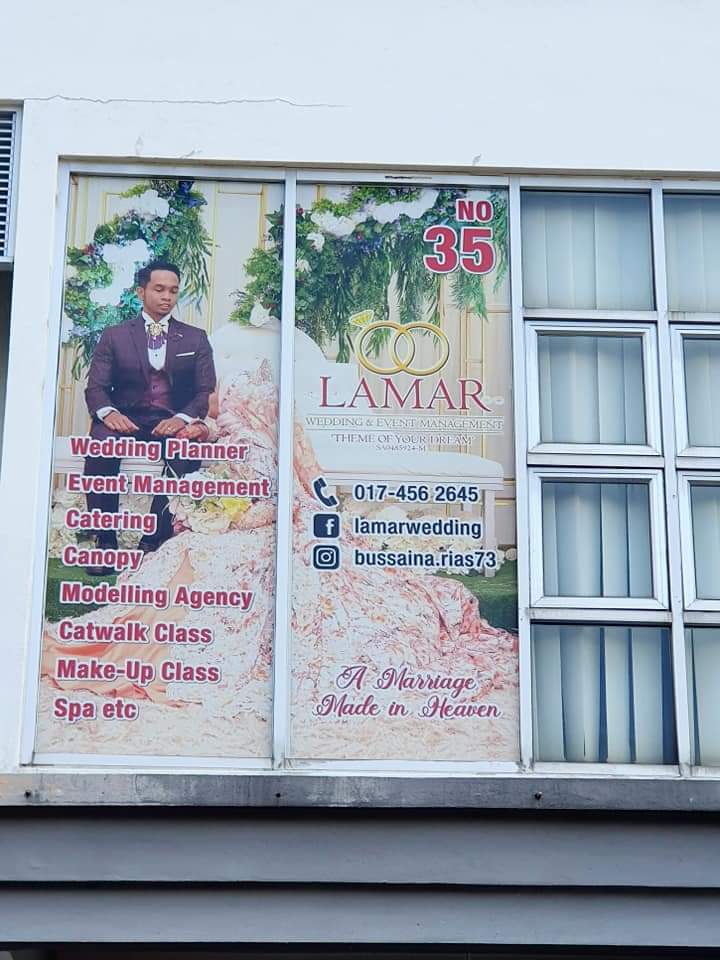 NO
35
LAMAR
WEDDING & EVENT MANAGEMENT
"THEME OF YOUR DREAM"
SA0485924-M
Wedding Planner
Event Management
Catering
Canopy
Modelling Agency
Catwalk Class
Make-Up Class
Spa etc
017-456 2645
lamarwedding
bussaina.rias73
A Marriage
Made in Heaven